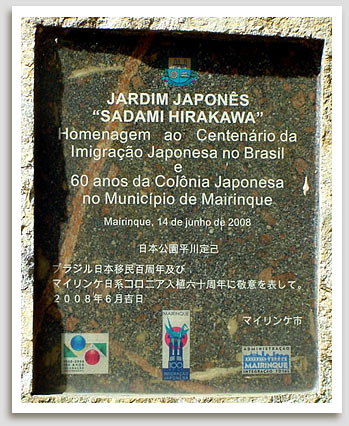 JARDIM JAPONÊS
“SADAMI HIRAKAWA”
Homenagem ao Centenário da
Imigração Japonesa no Brasil
e
60 anos da Colônia Japonesa
no Município de Mairinque
Mairinque, 14 de junho de 2008
日本公園平川定己
ブラジル日本移民百周年及び
マイリンケ日系コロニア入植六十周年に敬意を表して。
２００８年６月吉日
マイリンケ市
MAIRINQUE
100
ADMINISTRAÇÃO
MAIRINQUE